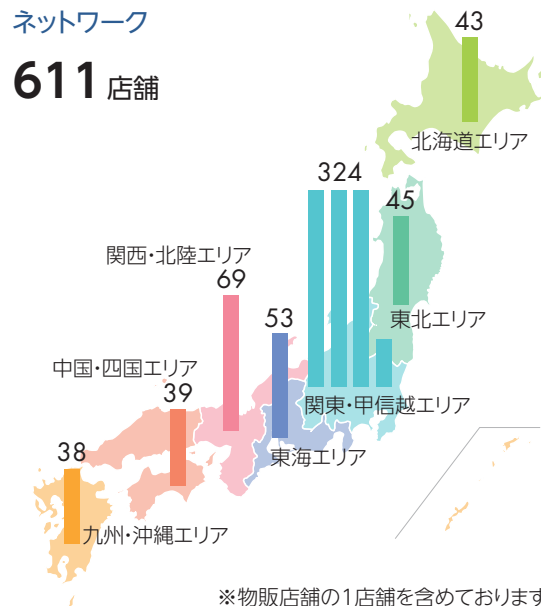 ネットワーク
611 店舗
43
北海道エリア
324
45
関西・北陸エリア
69
東北エリア
53
中国・四国エリア
39
関東・甲信越エリア
東海エリア
38
九州・沖縄エリア
※物販店舗の1店舗を含めております